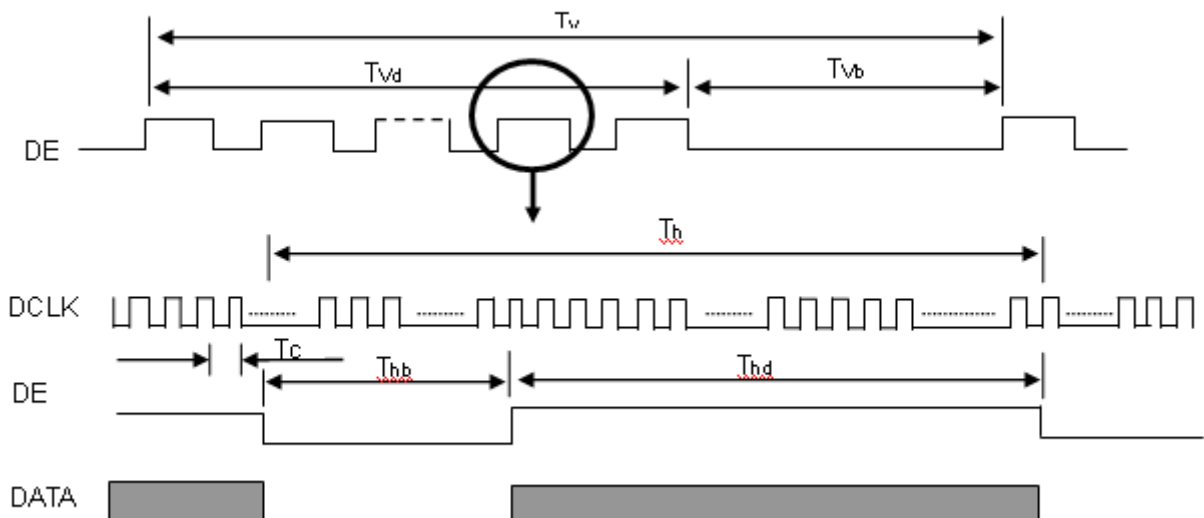 Tv
Tvd
Tvb
DE
Th
DCLK
Tc
Thb
Thd
DE
DATA